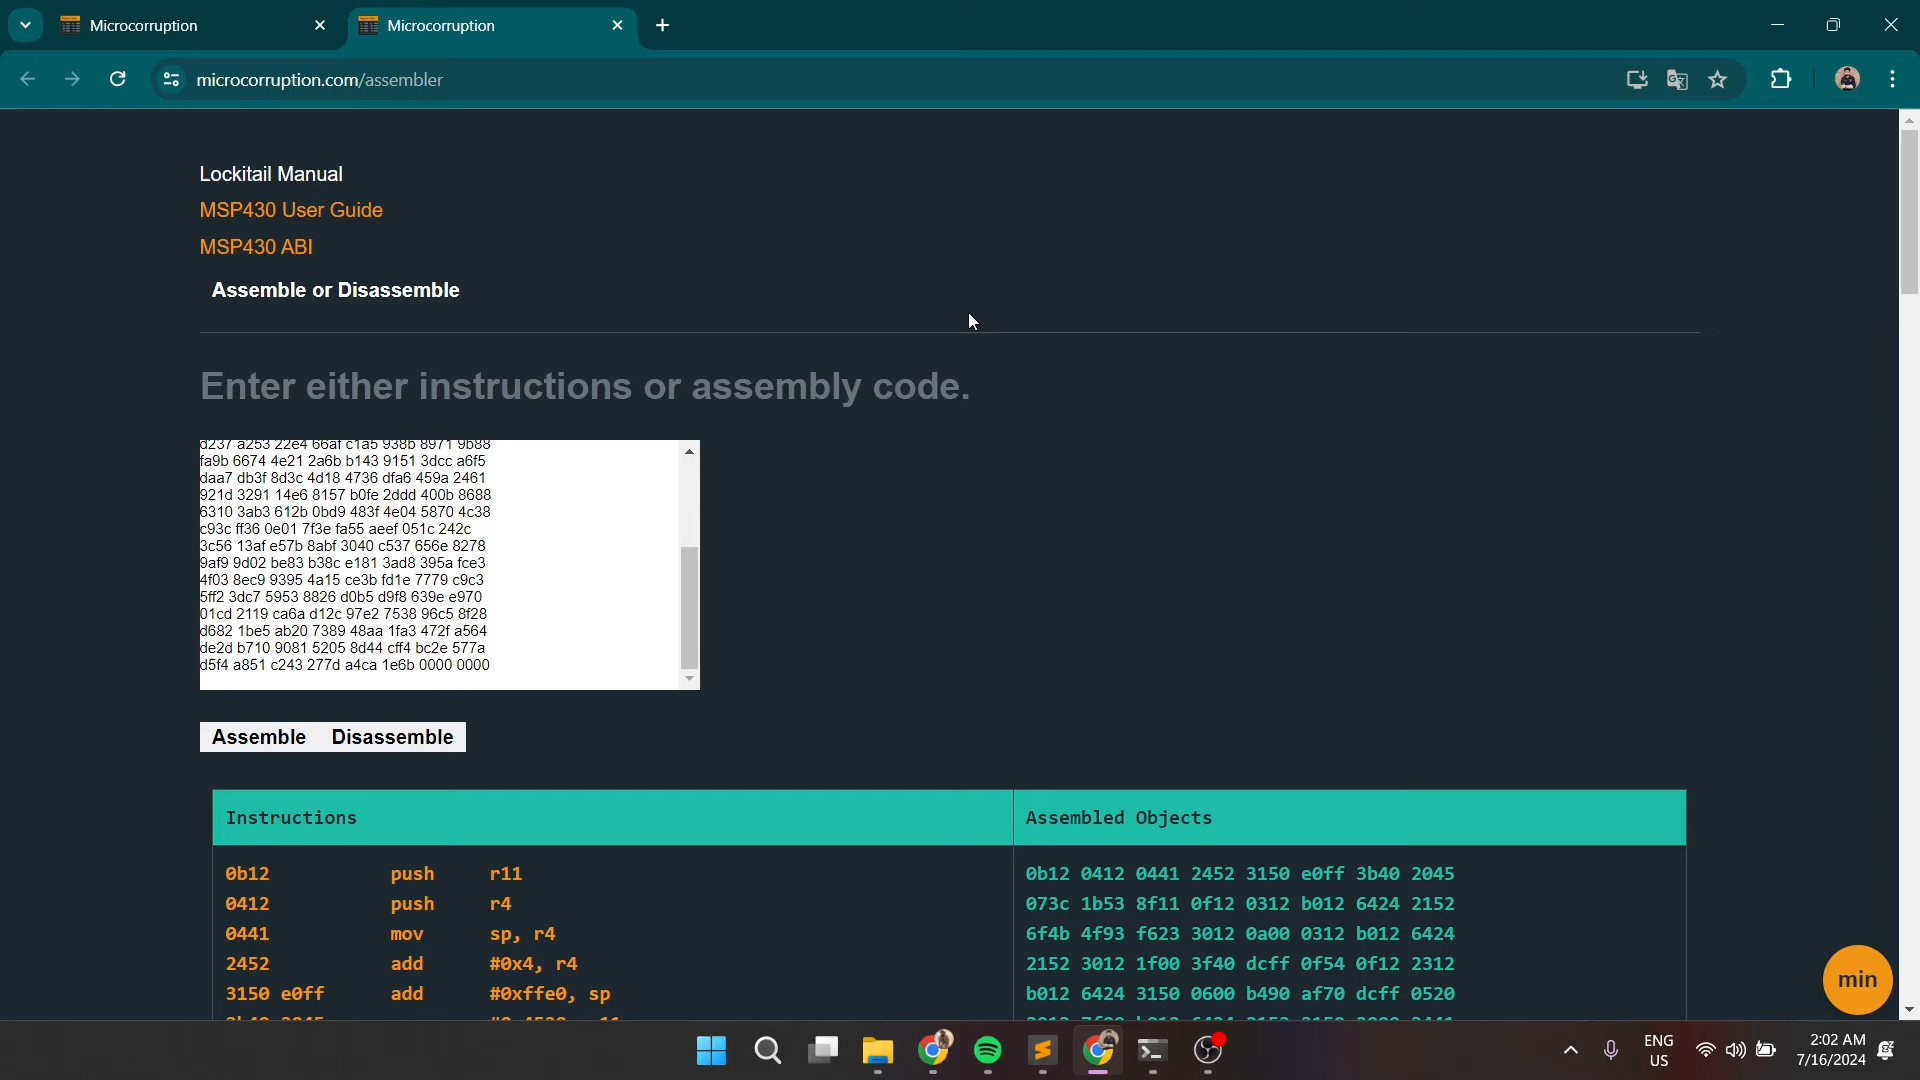 Microcorruption
Microcorruption
microcorruption.com/assembler
Lockitail Manual
MSP430 User Guide
MSP430 ABI
Assemble or Disassemble
Enter either instructions or assembly code.
d237 a253 22e4 66af c1a5 938b 8971 9b88
fa9b 6674 4e21 2a6b b143 9151 3dcc a6f5
daa7 db3f 8d3c 4d18 4736 dfa6 459a 2461
921d 3291 14e6 8157 b0fe 2ddd 400b 8688
6310 3ab3 612b 0bd9 483f 4e04 5870 4c38
c93c ff36 0e01 7f3e fa55 aeef 051c 242c
3c56 13af e57b 8abf 3040 c537 656e 8278
9af9 9d02 be83 b38c e181 3ad8 395a fce3
4f03 8ec9 9395 4a15 ce3b fd1e 7779 c9c3
5ff2 3dc7 5953 8826 d0b5 d9f8 639e e970
01cd 2119 ca6a d12c 97e2 7538 96c5 8f28
d682 1be5 ab20 7389 48aa 1fa3 472f a564
de2d b710 9081 5205 8d44 cff4 bc2e 577a
d5f4 a851 c243 277d a4ca 1e6b 0000 0000
Assemble Disassemble
Instructions Assembled Objects
0b12 push r11 0b12 0412 0441 2452 3150 e0ff 3b40 2045
0412 push r4 073c 1b53 8f11 0f12 0312 b012 6424 2152
0441 mov sp, r4 6f4b 4f93 f623 3012 0a00 0312 b012 6424
2452 add #0x4, r4 2152 3012 1f00 3f40 dcff 0f54 0f12 2312
3150 e0ff add #0xffe0, sp b012 6424 3150 0600 b490 af70 dcff 0520
min
ENG
US
2:02 AM
7/16/2024